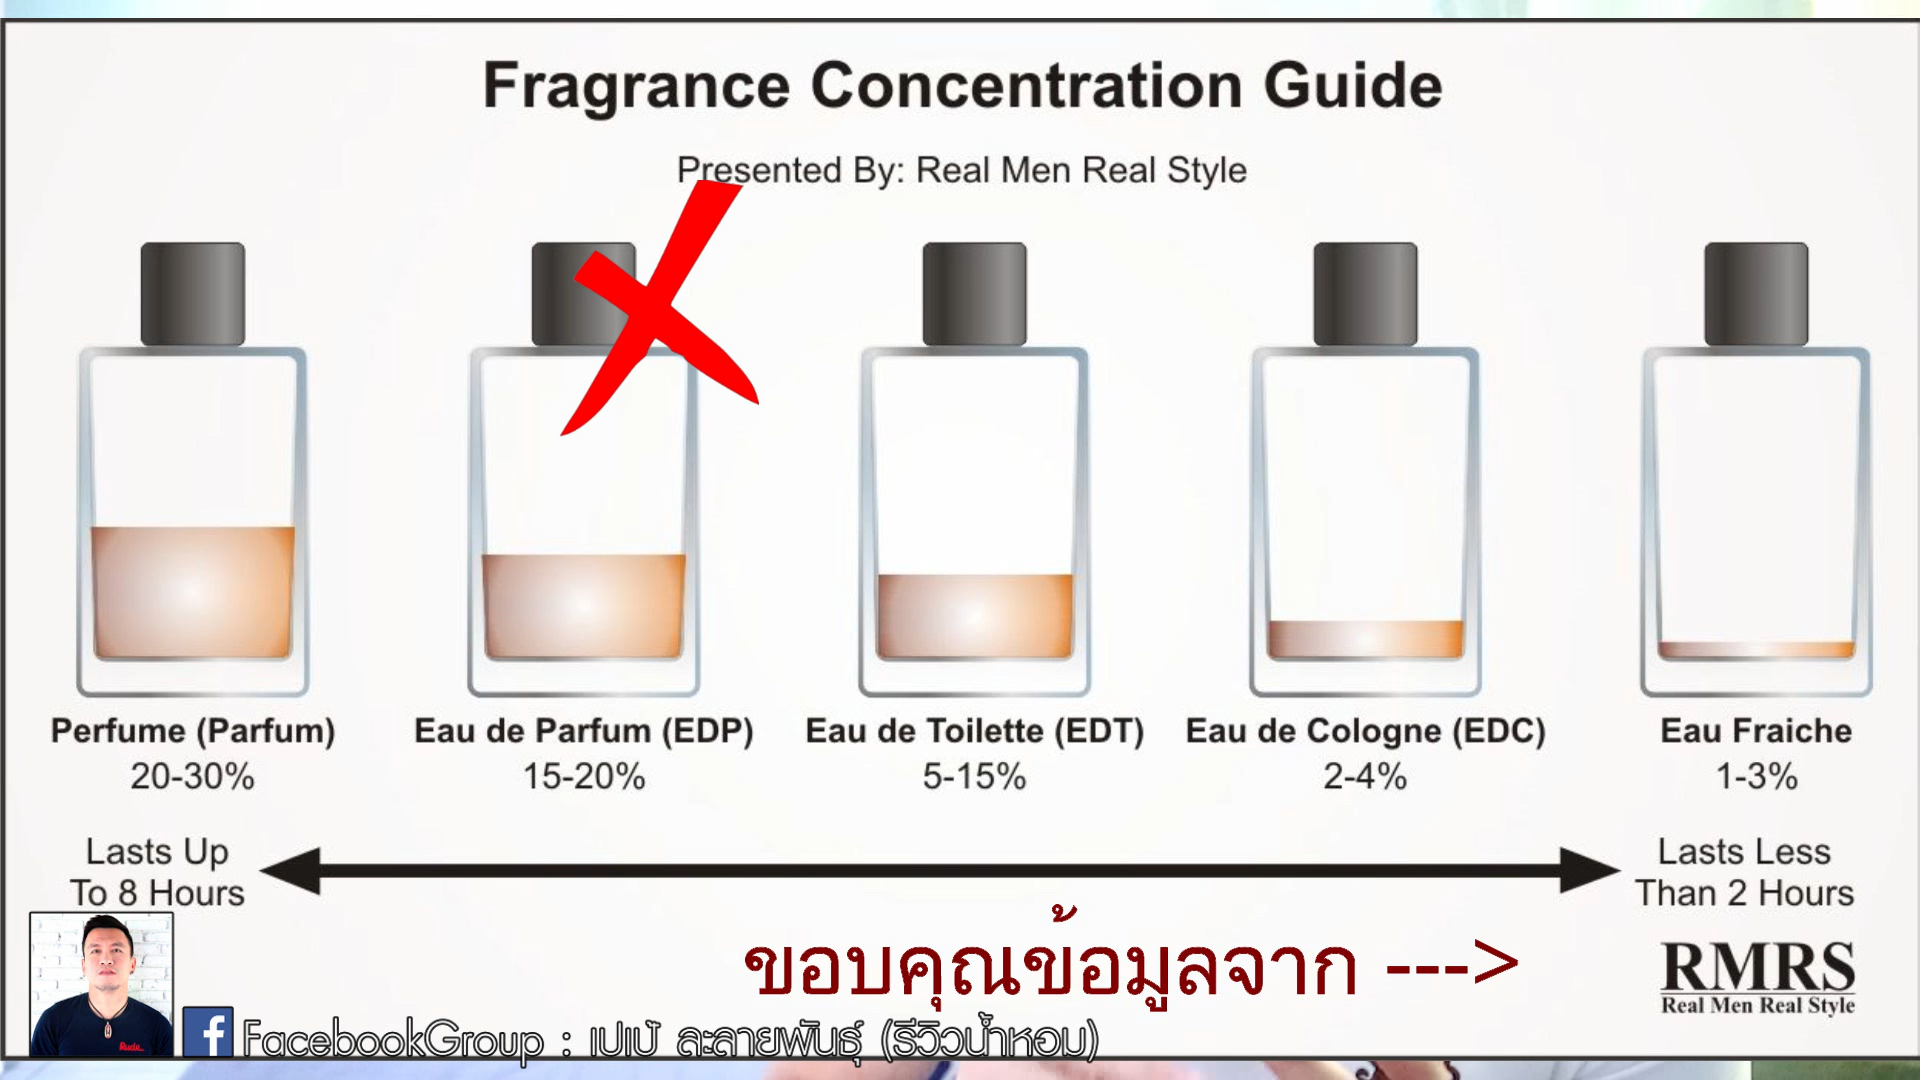 Fragrance Concentration Guide
Presented By: Real Men Real Style
Perfume (Parfum)
20-30%
Eau de Parfum (EDP)
15-20%
Eau de Toilette (EDT)
5-15%
Eau de Cologne (EDC)
2-4%
Eau Fraiche
1-3%
Lasts Up
To 8 Hours
Lasts Less
Than 2 Hours
ขอบคุณข้อมูลจาก --->
RMRS
Real Men Real Style
Rude
f FacebookGroup : เปเป้ ละลายพันธุ์ (รีวิวน้ำหอม)